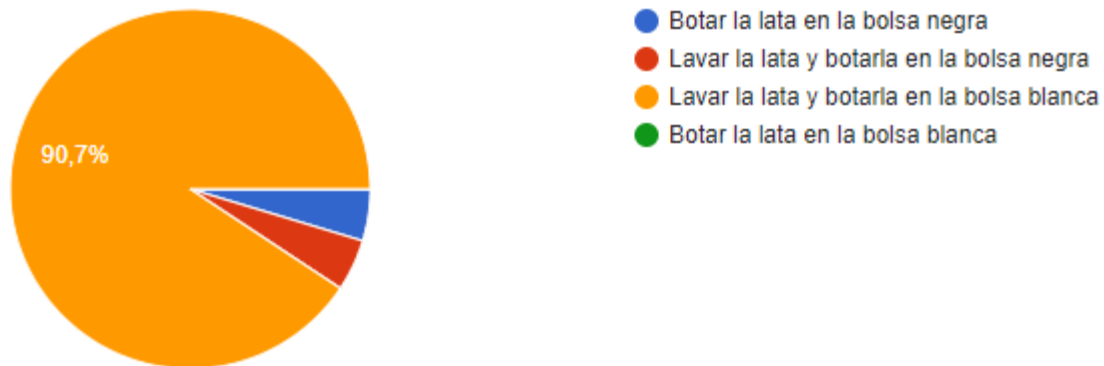 Botar la lata en la bolsa negra
Lavar la lata y botarla en la bolsa negra
Lavar la lata y botarla en la bolsa blanca
Botar la lata en la bolsa blanca
90,7%